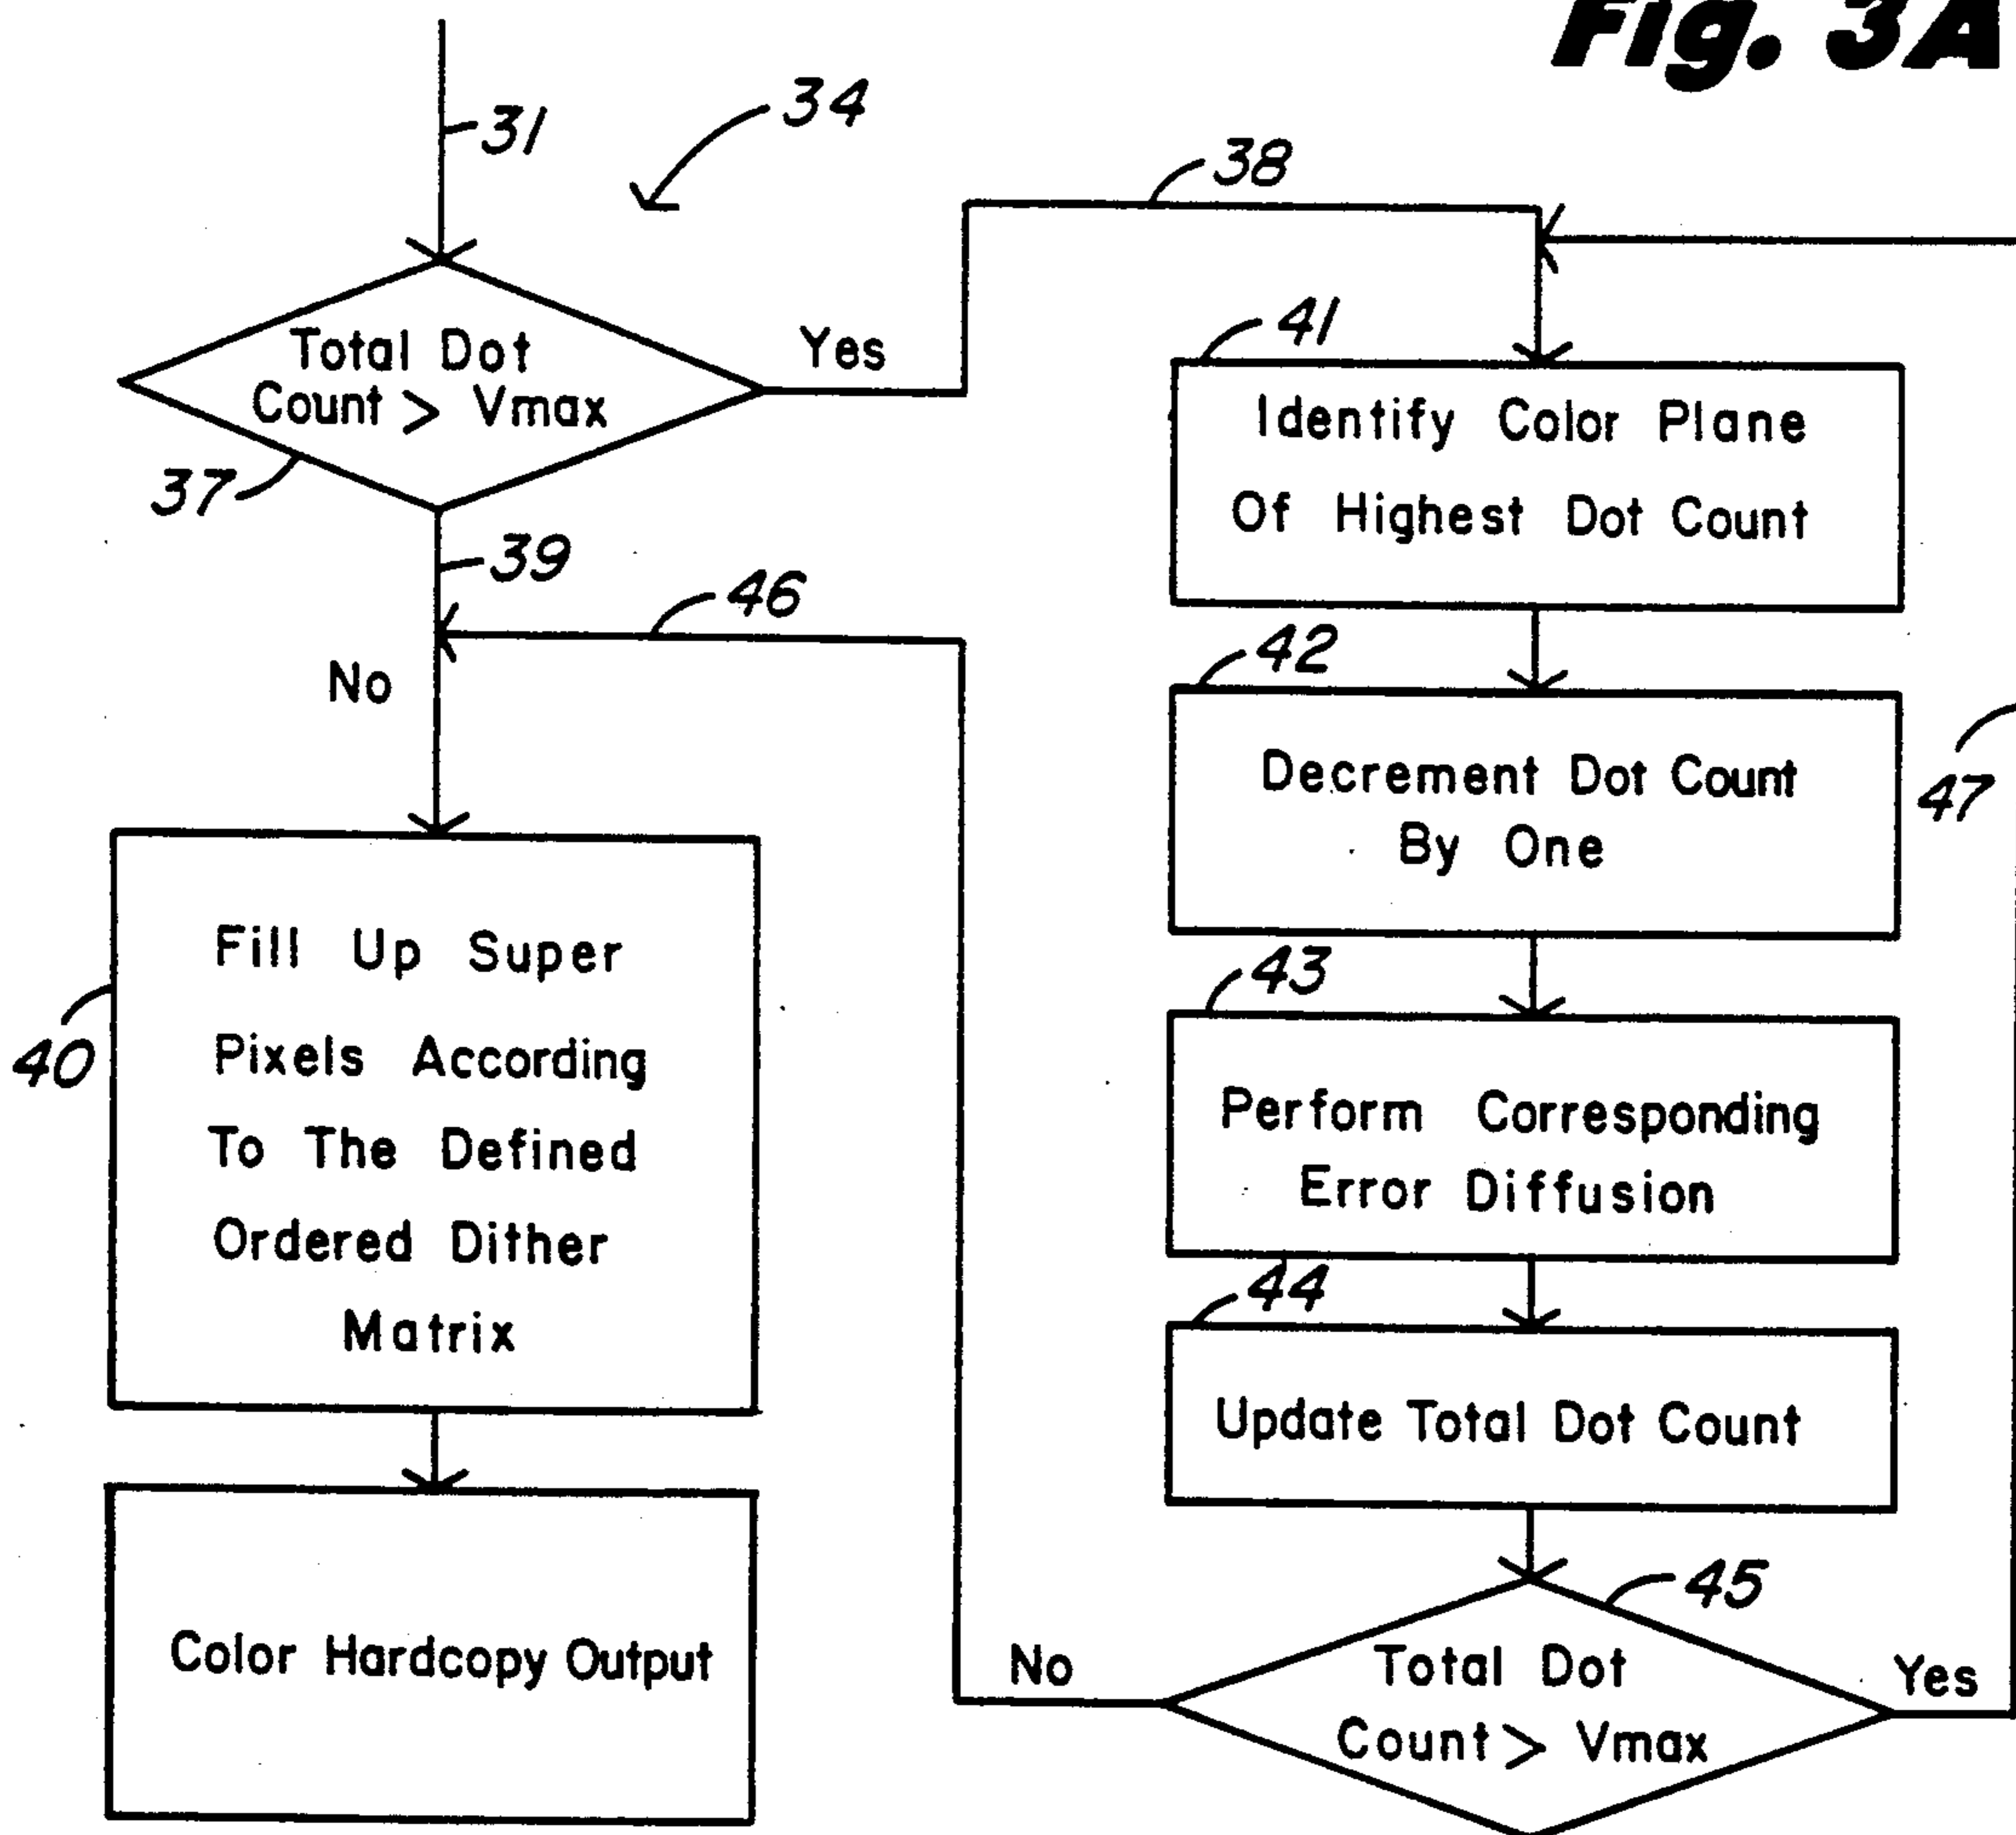 Fig. 3A
31
34
38
Total Dot
Count > Vmax
Yes
37
39
46
No
41
Identify Color Plane
Of Highest Dot Count
42
Decrement Dot Count
By One
47
43
Perform Corresponding
Error Diffusion
44
Update Total Dot Count
45
Total Dot
Count > Vmax
No
Yes
40
Fill Up Super
Pixels According
To The Defined
Ordered Dither
Matrix
Color Hardcopy Output